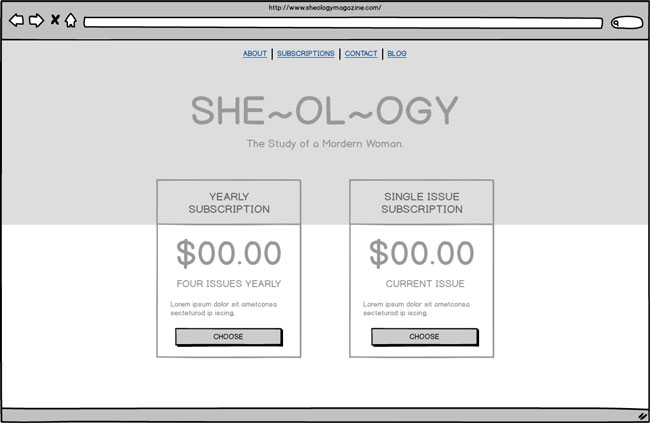 http://www.sheologymagazine.com/
ABOUT | SUBSCRIPTIONS | CONTACT | BLOG
SHE~OL~OGY
The Study of a Mordern Woman.
YEARLY
SUBSCRIPTION
$00.00
FOUR ISSUES YEARLY
Lorem ipsum dolor sit ametconsa
secteturad ip iscing.
CHOOSE
SINGLE ISSUE
SUBSCRIPTION
$00.00
CURRENT ISSUE
Lorem ipsum dolor sit ametconsa
secteturad ip iscing.
CHOOSE